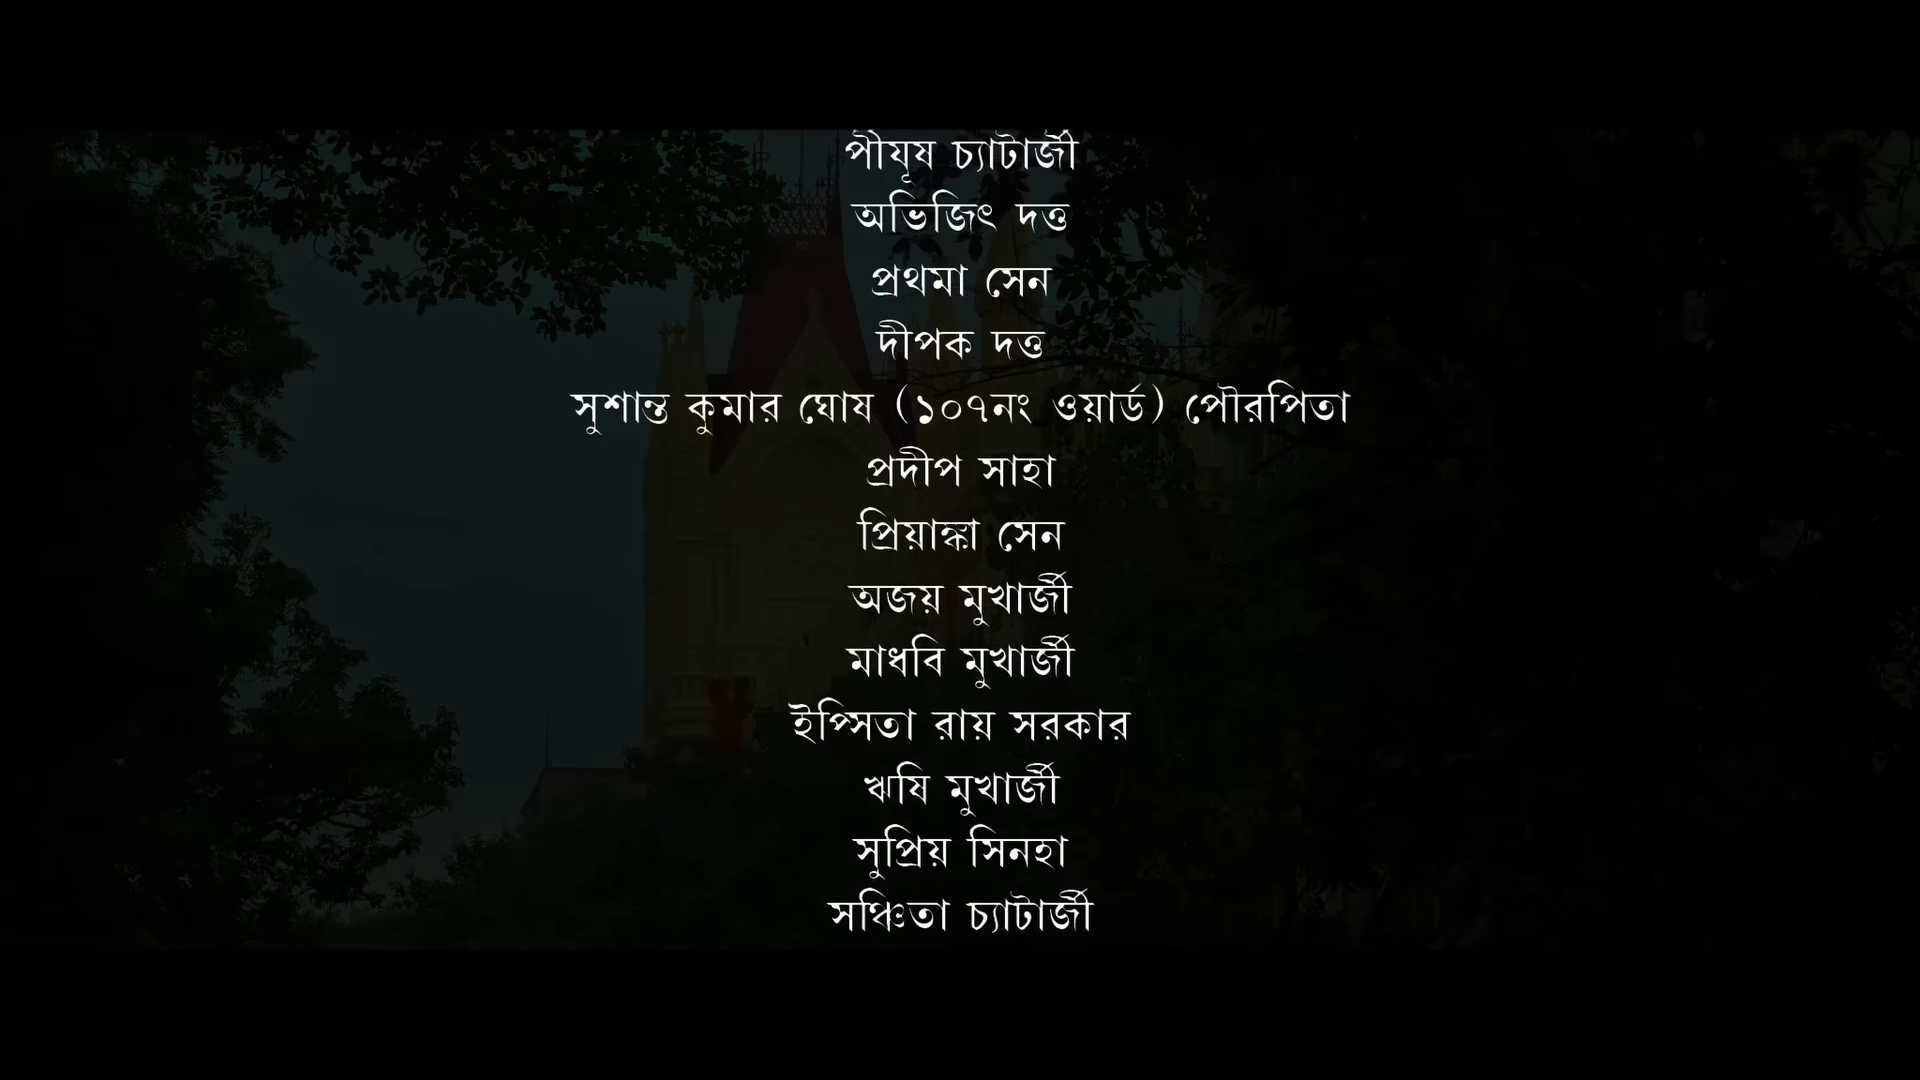 পীযূষ চ্যাটার্জী
অভিজিৎ দত্ত
প্রথমা সেন
দীপক দত্ত
সুশান্ত কুমার ঘোষ (১০৭নং ওয়ার্ড) পৌরপিতা
প্রদীপ সাহা
প্রিয়াঙ্কা সেন
অজয় মুখার্জী
মাধবি মুখার্জী
ইপ্সিতা রায় সরকার
ঋষি মুখার্জী
সুপ্রিয় সিনহা
সঞ্চিতা চ্যাটার্জী